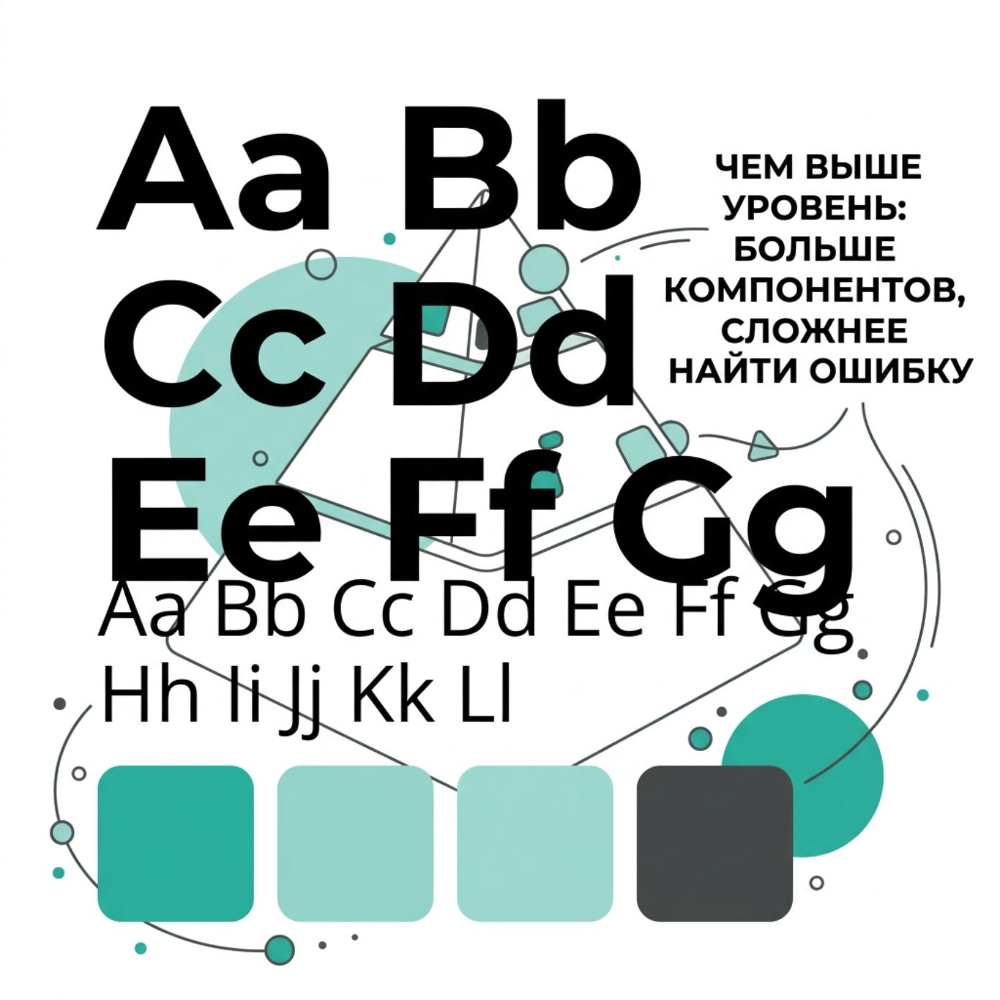 Aa Bb
ЧЕМ ВЫШЕ
УРОВЕНЬ:
БОЛЬШЕ
КОМПОНЕНТОВ,
СЛОЖНЕЕ
НАЙТИ ОШИБКУ
Cc Dd
Ee Ff Gg
Aa Bb Cc Dd Ee Ff Gg
Hh Ii Jj Kk Ll